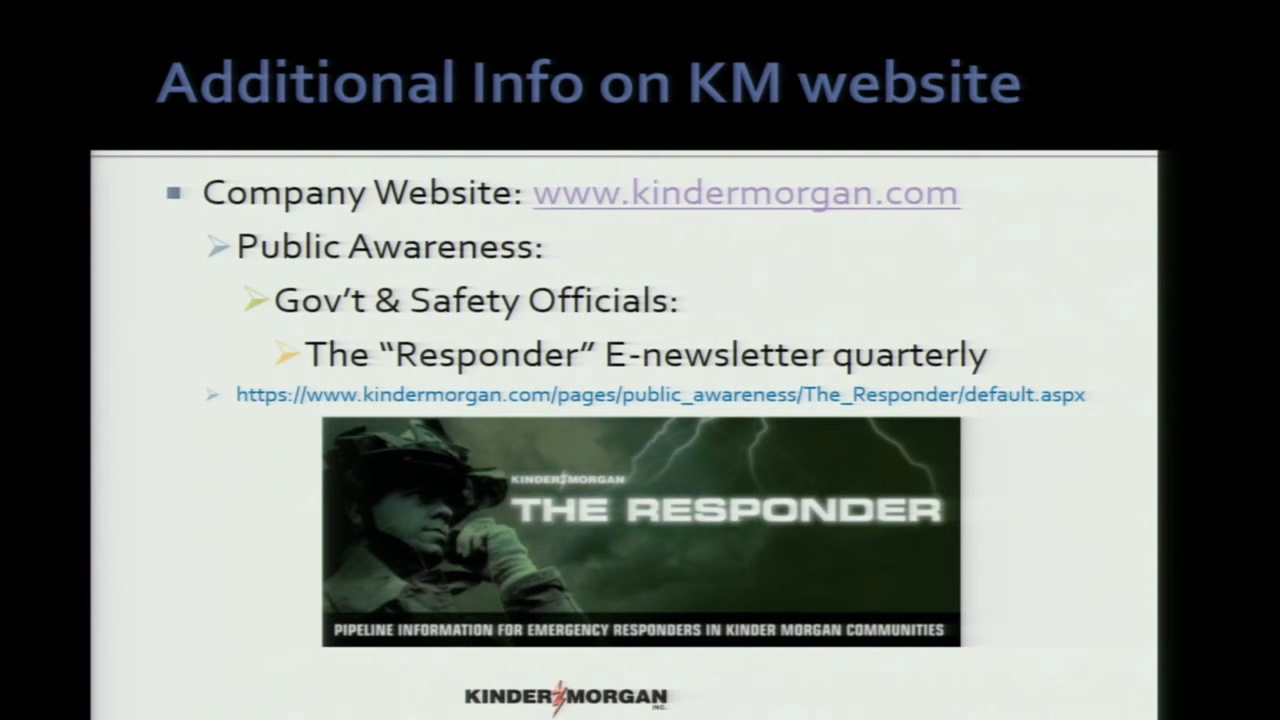 Additional Info on KM website
Company Website: www.kindermorgan.com
Public Awareness:
Gov't & Safety Officials:
The “Responder” E-newsletter quarterly
https://www.kindermorgan.com/pages/public_awareness/The_Responder/default.aspx
KINDER MORGAN
THE RESPONDER
PIPELINE INFORMATION FOR EMERGENCY RESPONDERS IN KINDER MORGAN COMMUNITIES
KINDER MORGAN
INC.